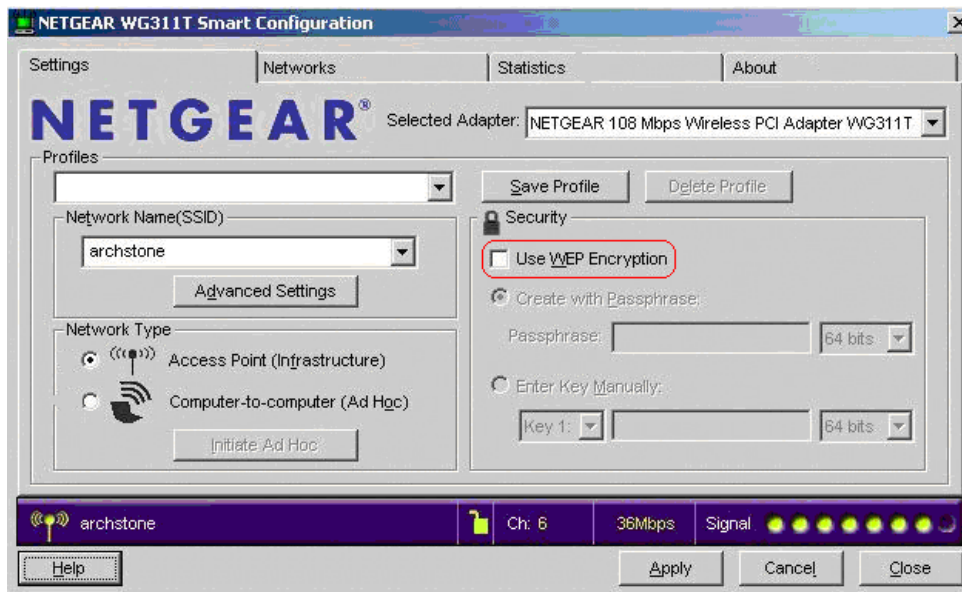 NETGEAR WG311T Smart Configuration
Settings Networks Statistics About
NETGEAR® Selected Adapter: NETGEAR 108 Mbps Wireless PCI Adapter WG311T
Profiles
Save Profile Delete Profile
Network Name(SSID)
archstone
Advanced Settings
Network Type
Access Point (Infrastructure)
Computer-to-computer (Ad Hoc)
Initiate Ad Hoc
Security
Use WEP Encryption
Create with Passphrase:
Passphrase: 64 bits
Enter Key Manually:
Key 1: 64 bits
archstone Ch: 6 36Mbps Signal
Help Apply Cancel Close